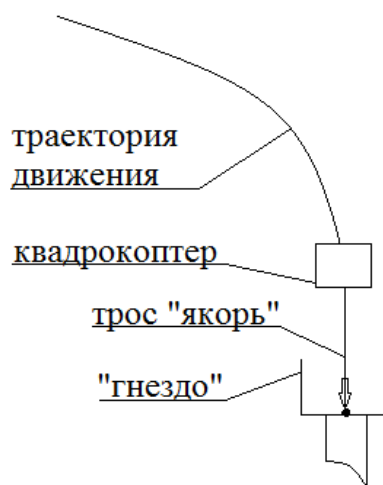 траектория
движения
квадрокоптер
трос "якорь"
"гнездо"